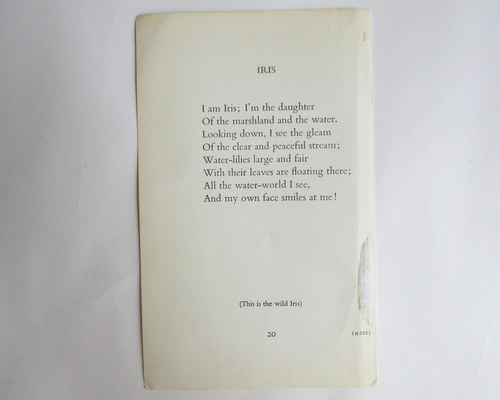 IRIS
I am Iris; I'm the daughter
Of the marshland and the water.
Looking down, I see the gleam
Of the clear and peaceful stream;
Water-lilies large and fair
With their leaves are floating there;
All the water-world I see,
And my own face smiles at me!
(This is the wild Iris)
20